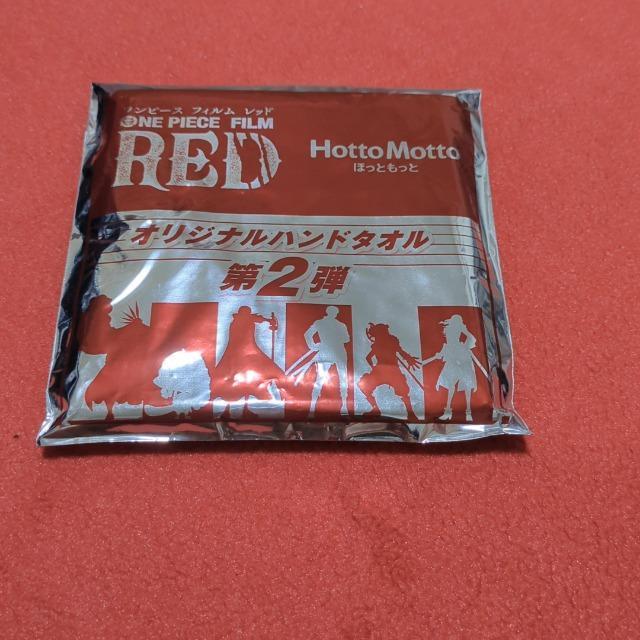 ワンピース フィルム レッド
ONE PIECE FILM
RED
HottoMotto
ほっともっと
オリジナルハンドタオル
第2弾